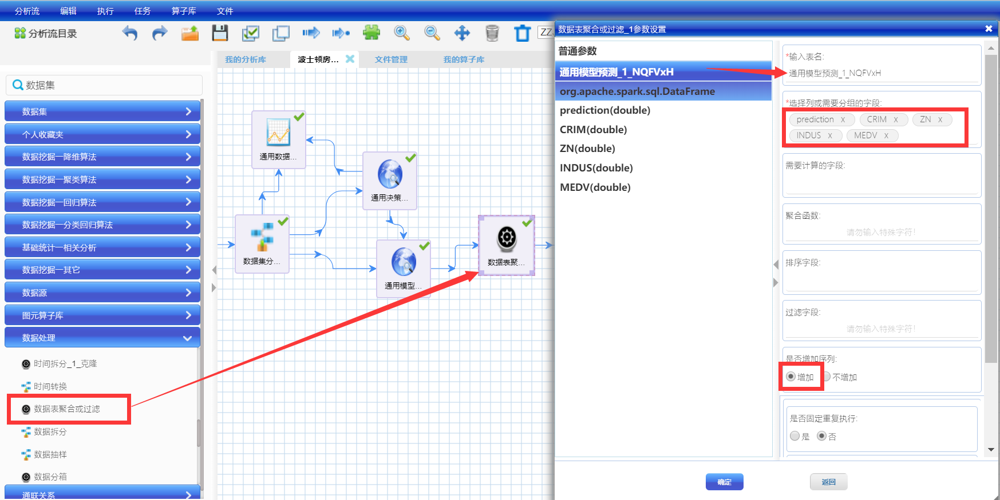 分析流 编辑 执行 任务 算子库 文件
分析流目录
ZZ
我的分析库 波士顿房... 文件管理 我的算子库
数据集
数据集
个人收藏夹
数据挖掘—降维算法
数据挖掘—聚类算法
数据挖掘—回归算法
数据挖掘—分类回归算法
基础统计—相关分析
数据挖掘—其它
数据源
图元算子库
数据处理
时间拆分_1_克隆
时间转换
数据表聚合或过滤
数据拆分
数据抽样
数据分箱
通联关系
通用数据...
通用决策...
数据集分...
通用模型...
数据表聚...
数据表聚合或过滤_1参数设置
普通参数
通用模型预测_1_NQFVxH
org.apache.spark.sql.DataFrame
prediction(double)
CRIM(double)
ZN(double)
INDUS(double)
MEDV(double)
*输入表名:
通用模型预测_1_NQFVxH
*选择列或需要分组的字段:
prediction x CRIM x ZN x
INDUS x MEDV x
需要计算的字段:
聚合函数:
请勿输入特殊字符!
排序字段:
过滤字段:
请勿输入特殊字符!
是否增加序列:
增加 不增加
是否固定重复执行:
是 否
确定 返回